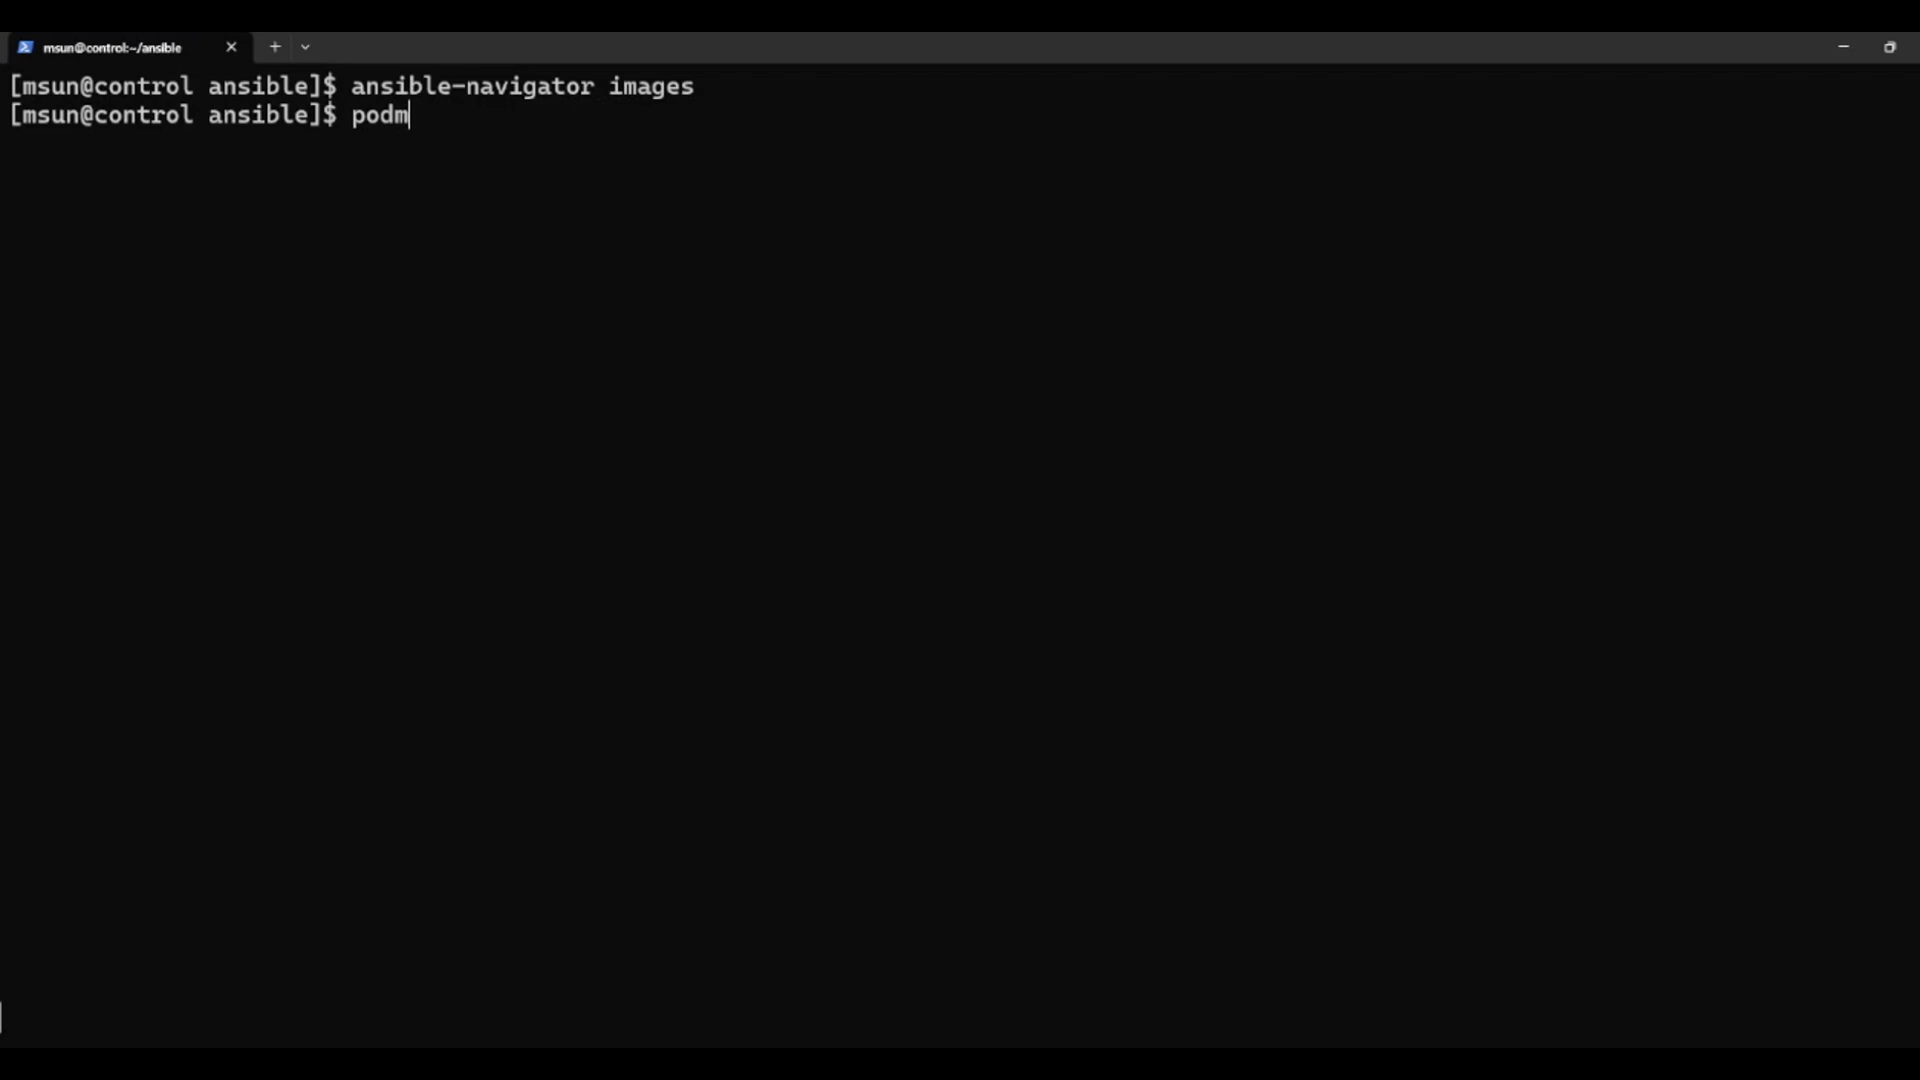 msun@control:~/ansible
[msun@control ansible]$ ansible-navigator images
[msun@control ansible]$ podm